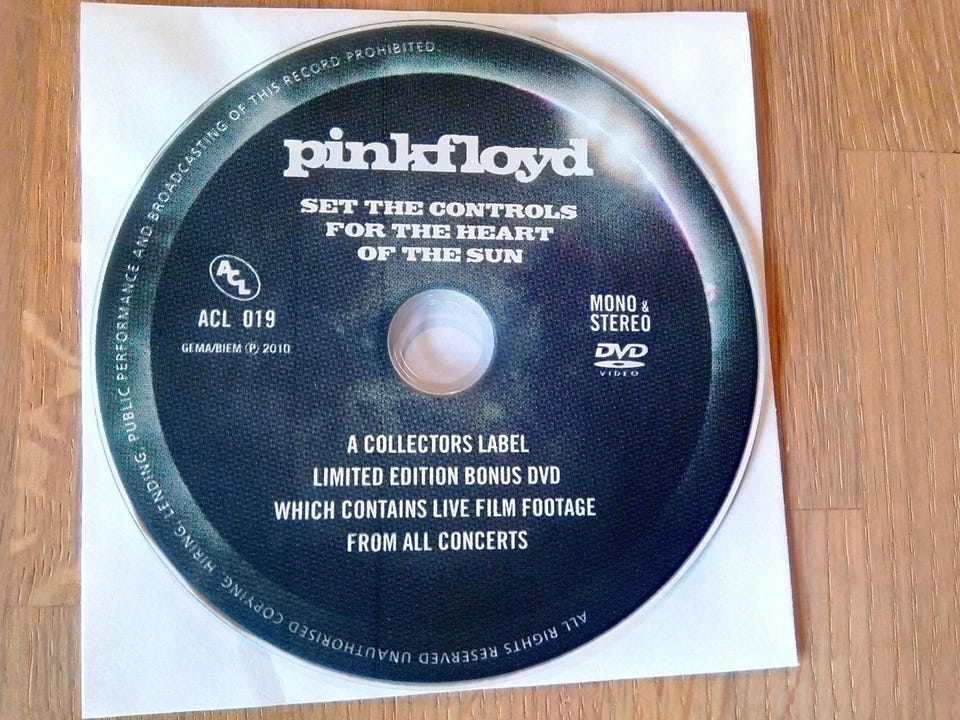 pinkfloyd
SET THE CONTROLS
FOR THE HEART
OF THE SUN
ACL
ACL 019
GEMA/BIEM Ⓟ 2010
MONO &
STEREO
DVD
VIDEO
A COLLECTORS LABEL
LIMITED EDITION BONUS DVD
WHICH CONTAINS LIVE FILM FOOTAGE
FROM ALL CONCERTS
ALL RIGHTS RESERVED UNAUTHORISED COPYING, HIRING, LENDING, PUBLIC PERFORMANCE AND BROADCASTING OF THIS RECORD PROHIBITED